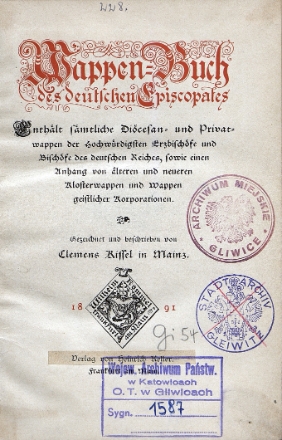 228.
Wappen-Buch
des deutschen Episcopates
Enthält sämtliche Diöcesan- und Privat-
wappen der Hochwürdigsten Erzbischöfe und
Bischöfe des deutschen Reiches, sowie einen
Anhang von älteren und neueren
Klosterwappen und Wappen
geistlicher Korporationen.
Gezeichnet und beschrieben von
Clemens Kissel in Mainz.
ARCHIWUM MIEJSKIE
GLIWICE
18 91
STADTARCHIV
GLEIWITZ
Gi 54
Verlag von Heinrich Keller.
Frankfurt am Main.
Wojew. Archiwum Państw.
w Katowicach
O. T. w Gliwicach
Sygn. 1587